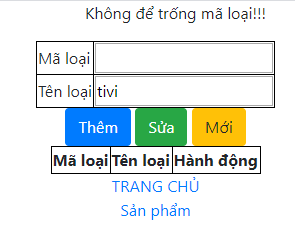 Không để trống mã loại!!!
Mã loại
Tên loại tivi
Thêm Sửa Mới
Mã loại Tên loại Hành động
TRANG CHỦ
Sản phẩm